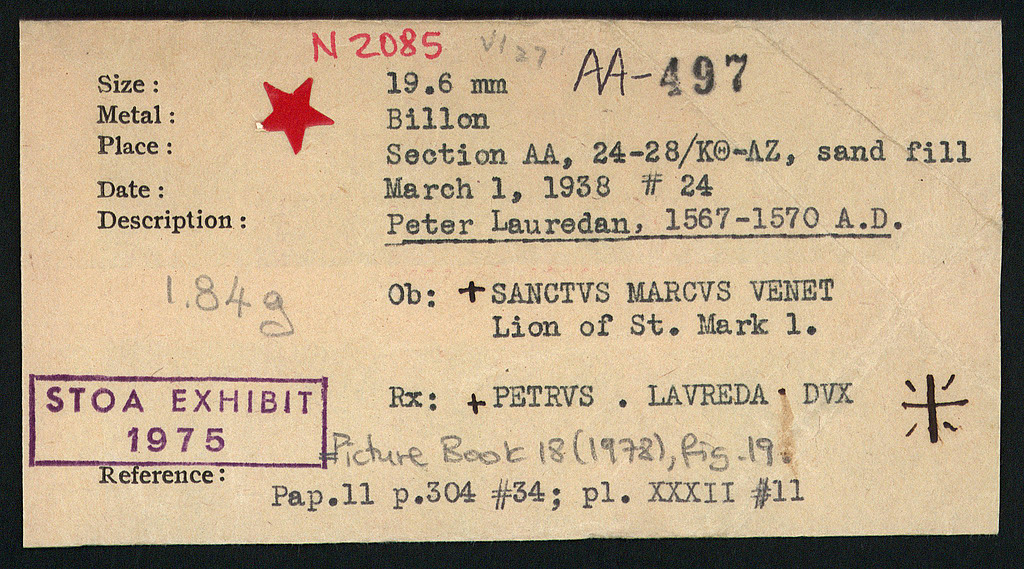 N 2085 AA-497
Size : 19.6 mm
Metal : Billon
Place : Section AA, 24-28/ΚΘ-ΛΖ, sand fill
Date : March 1, 1938 # 24
Description : Peter Lauredan, 1567-1570 A.D.
1.84g
Ob: +SANCTVS MARCVS VENET
Lion of St. Mark l.
Rx: +PETRVS . LAVREDA · DVX
STOA EXHIBIT
1975
Picture Book 18 (1978), fig. 19.
Reference:
Pap.11 p.304 #34; pl. XXXII #11